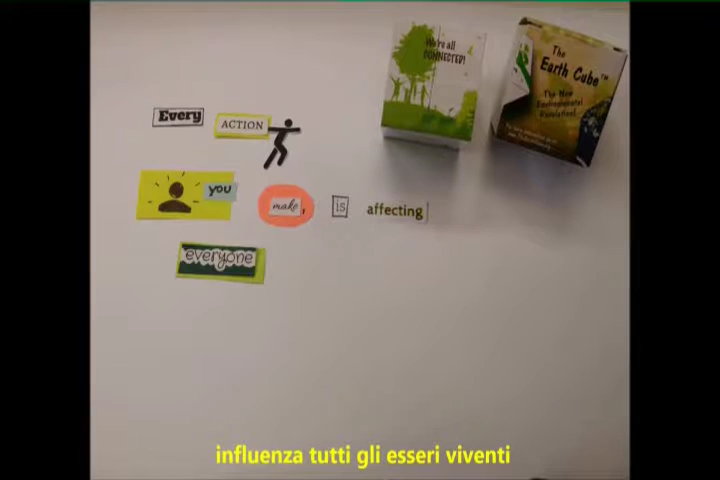 We're all
CONNECTED!
The
Earth Cube™
The New
Environmental
Revolution!
Every
ACTION
you
make,
is
affecting
everyone
influenza tutti gli esseri viventi